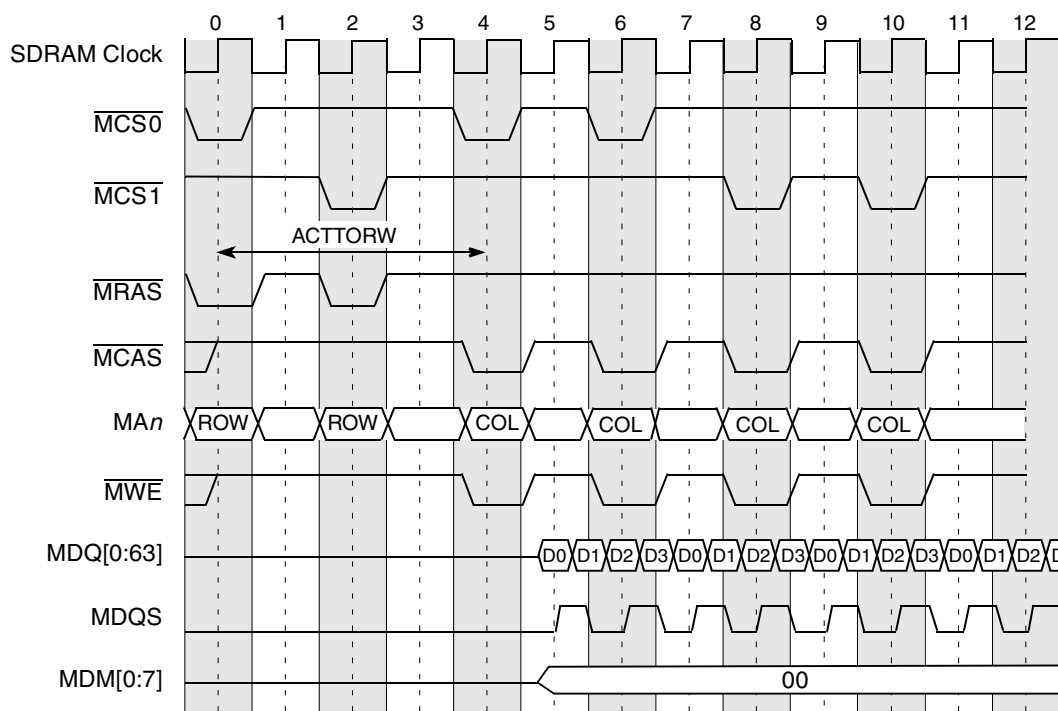 0 1 2 3 4 5 6 7 8 9 10 11 12
SDRAM Clock
MCS0
MCS1
ACTTORW
MRAS
MCAS
MAn ROW ROW COL COL COL COL
MWE
MDQ[0:63] D0 D1 D2 D3 D0 D1 D2 D3 D0 D1 D2 D3 D0 D1 D2
MDQS
MDM[0:7] 00